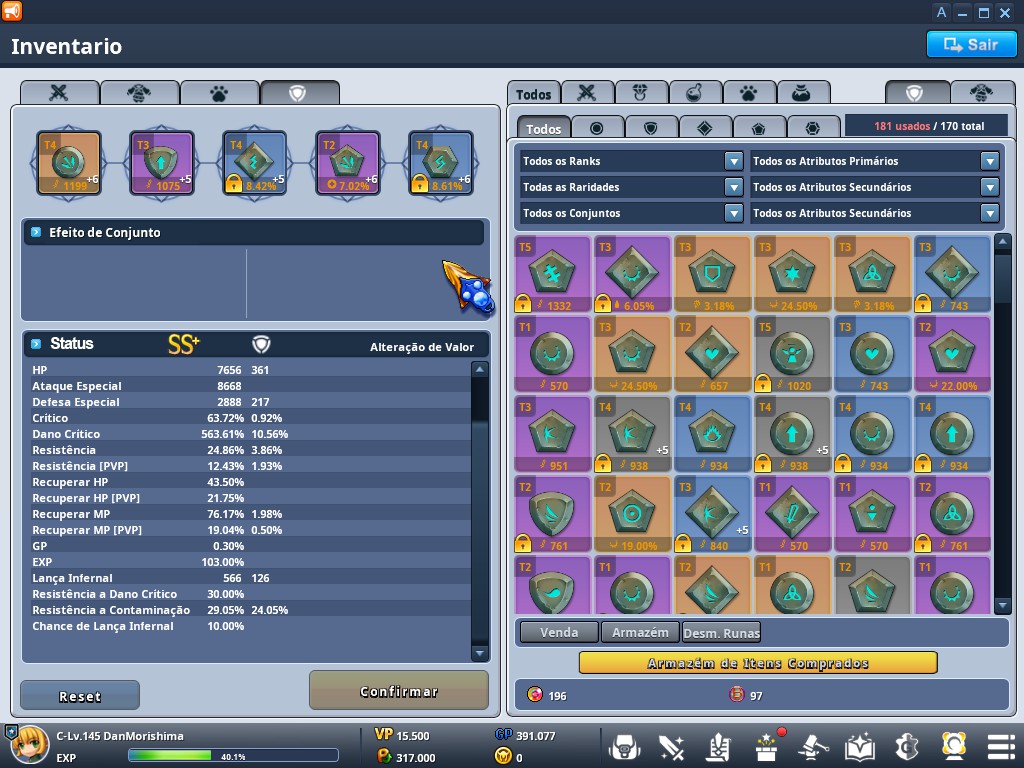 A
Inventario
Sair
T4 +6 1199
T3 +5 1075
T4 +5 8.42%
T2 +6 7.02%
T4 +6 8.61%
Efeito de Conjunto
Status SS+ Alteração de Valor
HP 7656 361
Ataque Especial 8668
Defesa Especial 2888 217
Crítico 63.72% 0.92%
Dano Crítico 563.61% 10.56%
Resistência 24.86% 3.86%
Resistência [PVP] 12.43% 1.93%
Recuperar HP 43.50%
Recuperar HP [PVP] 21.75%
Recuperar MP 76.17% 1.98%
Recuperar MP [PVP] 19.04% 0.50%
GP 0.30%
EXP 103.00%
Lança Infernal 566 126
Resistência a Dano Crítico 30.00%
Resistência a Contaminação 29.05% 24.05%
Chance de Lança Infernal 10.00%
Reset
Confirmar
Todos
Todos
181 usados / 170 total
Todos os Ranks Todos os Atributos Primários
Todas as Raridades Todos os Atributos Secundários
Todos os Conjuntos Todos os Atributos Secundários
T5 T3 T3 T3 T3 T3
1332 6.05% 3.18% 24.50% 3.18% 743
T1 T3 T2 T5 T3 T2
570 24.50% 657 1020 743 22.00%
T3 T4 T4 T4 T4 T4
+5 +5
951 938 934 938 934 934
T2 T2 T3 T1 T1 T2
+5
761 19.00% 840 570 570 761
T2 T1 T2 T1 T2 T1
Venda Armazém Desm. Runas
Armazém de Itens Comprados
196 97
C-Lv.145 DanMorishima
EXP 40.1%
VP 15.500 GP 391.077
317.000 0